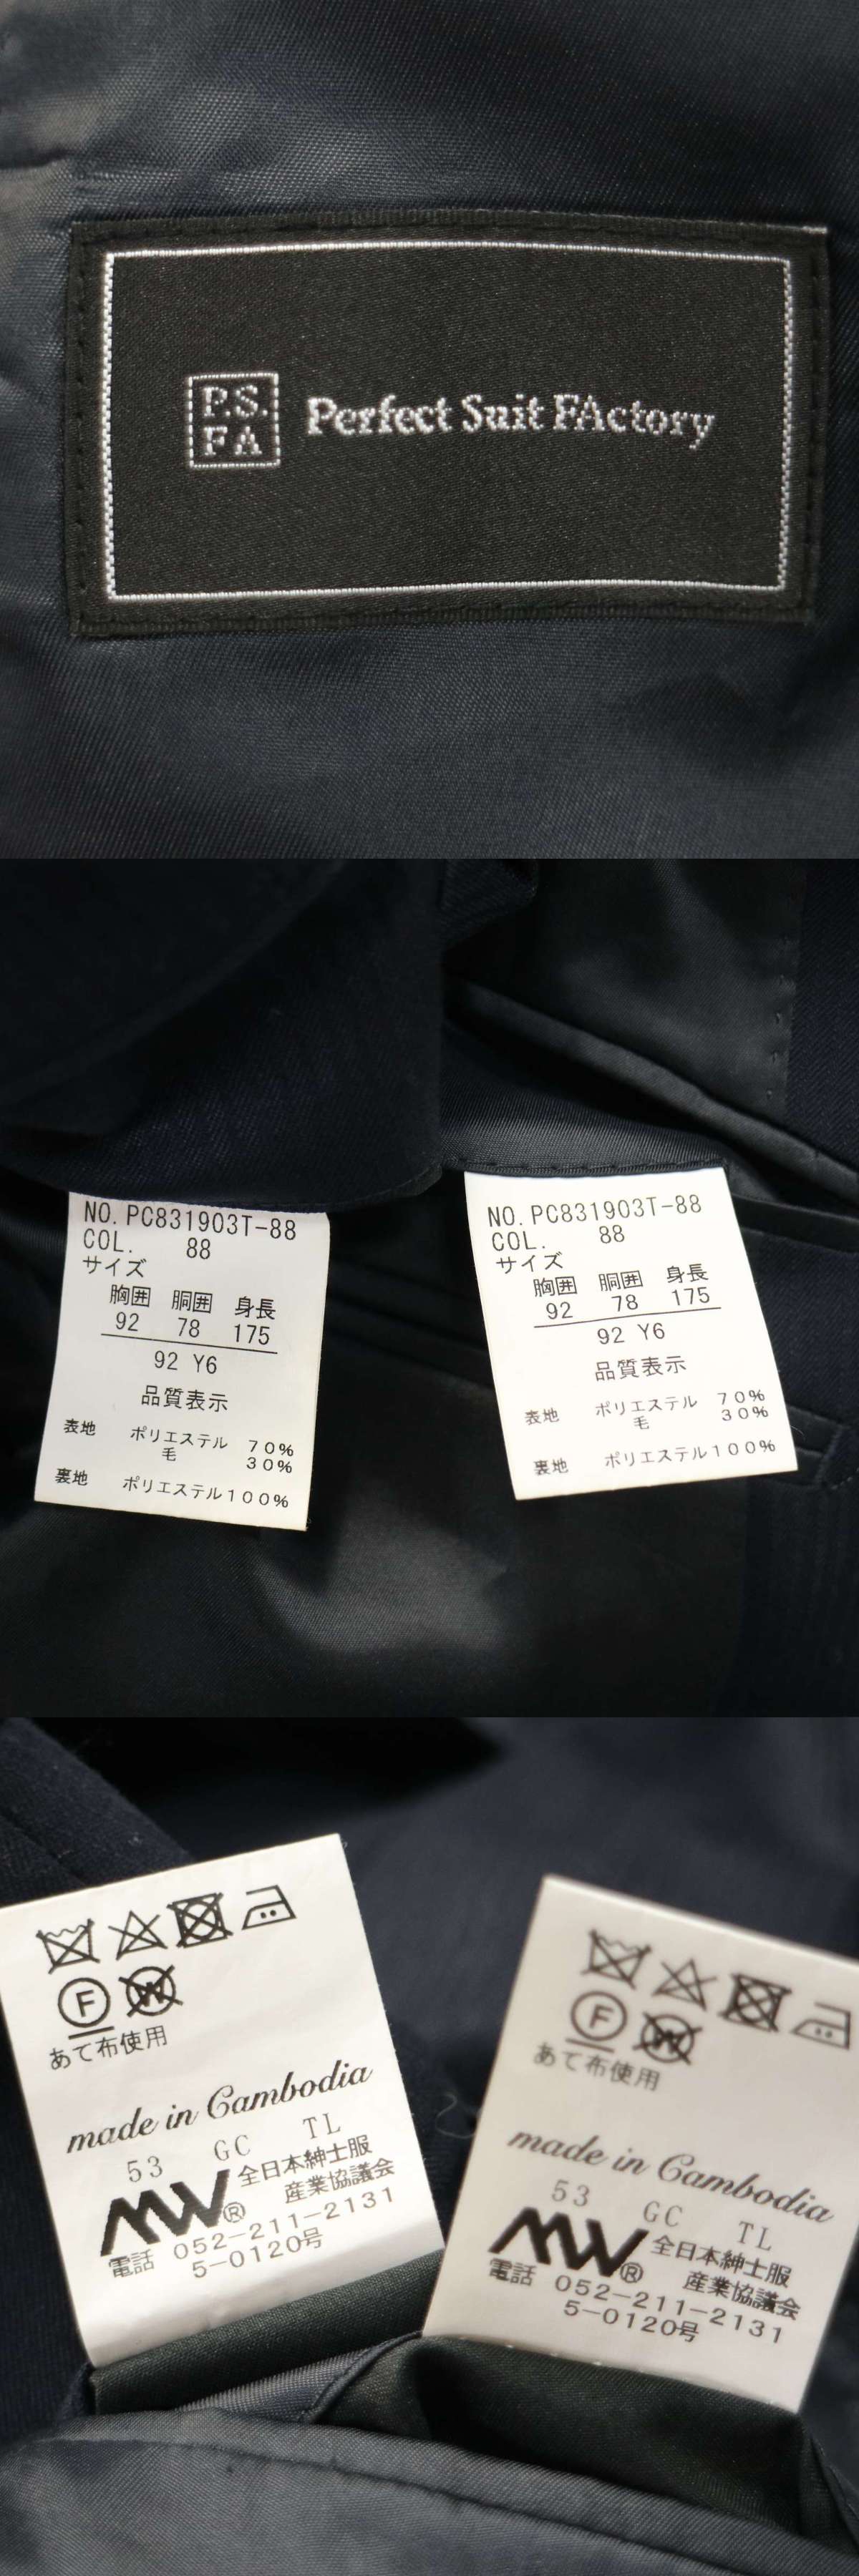 P.S.
FA
Perfect Suit FActory
NO. PC831903T-88
COL. 88
サイズ
胸囲 胴囲 身長
92 78 175
92 Y6
品質表示
表地 ポリエステル 70%
毛 30%
裏地 ポリエステル100%
NO. PC831903T-88
COL. 88
サイズ
胸囲 胴囲 身長
92 78 175
92 Y6
品質表示
表地 ポリエステル 70%
毛 30%
裏地 ポリエステル100%
F W
あて布使用
made in Cambodia
53 GC TL
MW® 全日本紳士服
産業協議会
電話 052-211-2131
5-0120号
F W
あて布使用
made in Cambodia
53 GC TL
MW® 全日本紳士服
産業協議会
電話 052-211-2131
5-0120号